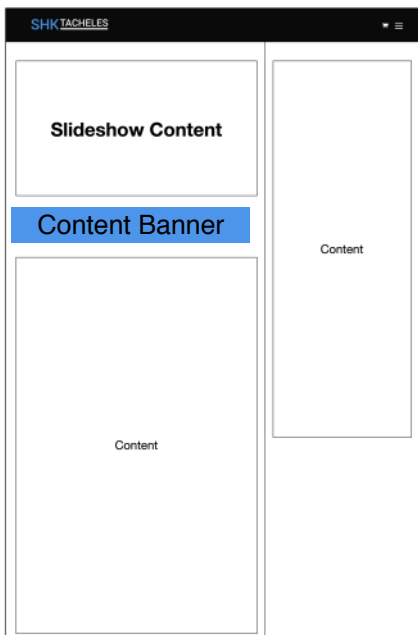 SHK TACHELES
Slideshow Content
Content Banner
Content
Content